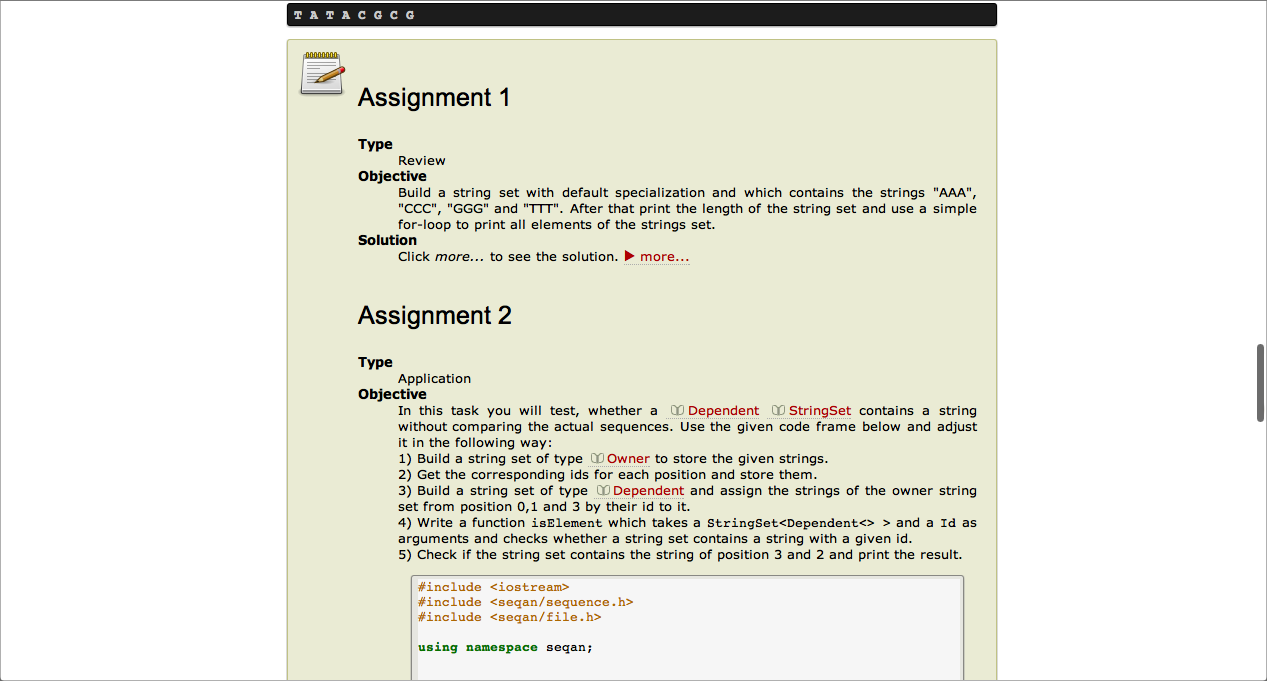 T A T A C G C G
Assignment 1
Type
Review
Objective
Build a string set with default specialization and which contains the strings "AAA",
"CCC", "GGG" and "TTT". After that print the length of the string set and use a simple
for-loop to print all elements of the strings set.
Solution
Click more... to see the solution. ▶ more...
Assignment 2
Type
Application
Objective
In this task you will test, whether a Dependent StringSet contains a string
without comparing the actual sequences. Use the given code frame below and adjust
it in the following way:
1) Build a string set of type Owner to store the given strings.
2) Get the corresponding ids for each position and store them.
3) Build a string set of type Dependent and assign the strings of the owner string
set from position 0,1 and 3 by their id to it.
4) Write a function isElement which takes a StringSet<Dependent<> > and a Id as
arguments and checks whether a string set contains a string with a given id.
5) Check if the string set contains the string of position 3 and 2 and print the result.
#include <iostream>
#include <seqan/sequence.h>
#include <seqan/file.h>
using namespace seqan;